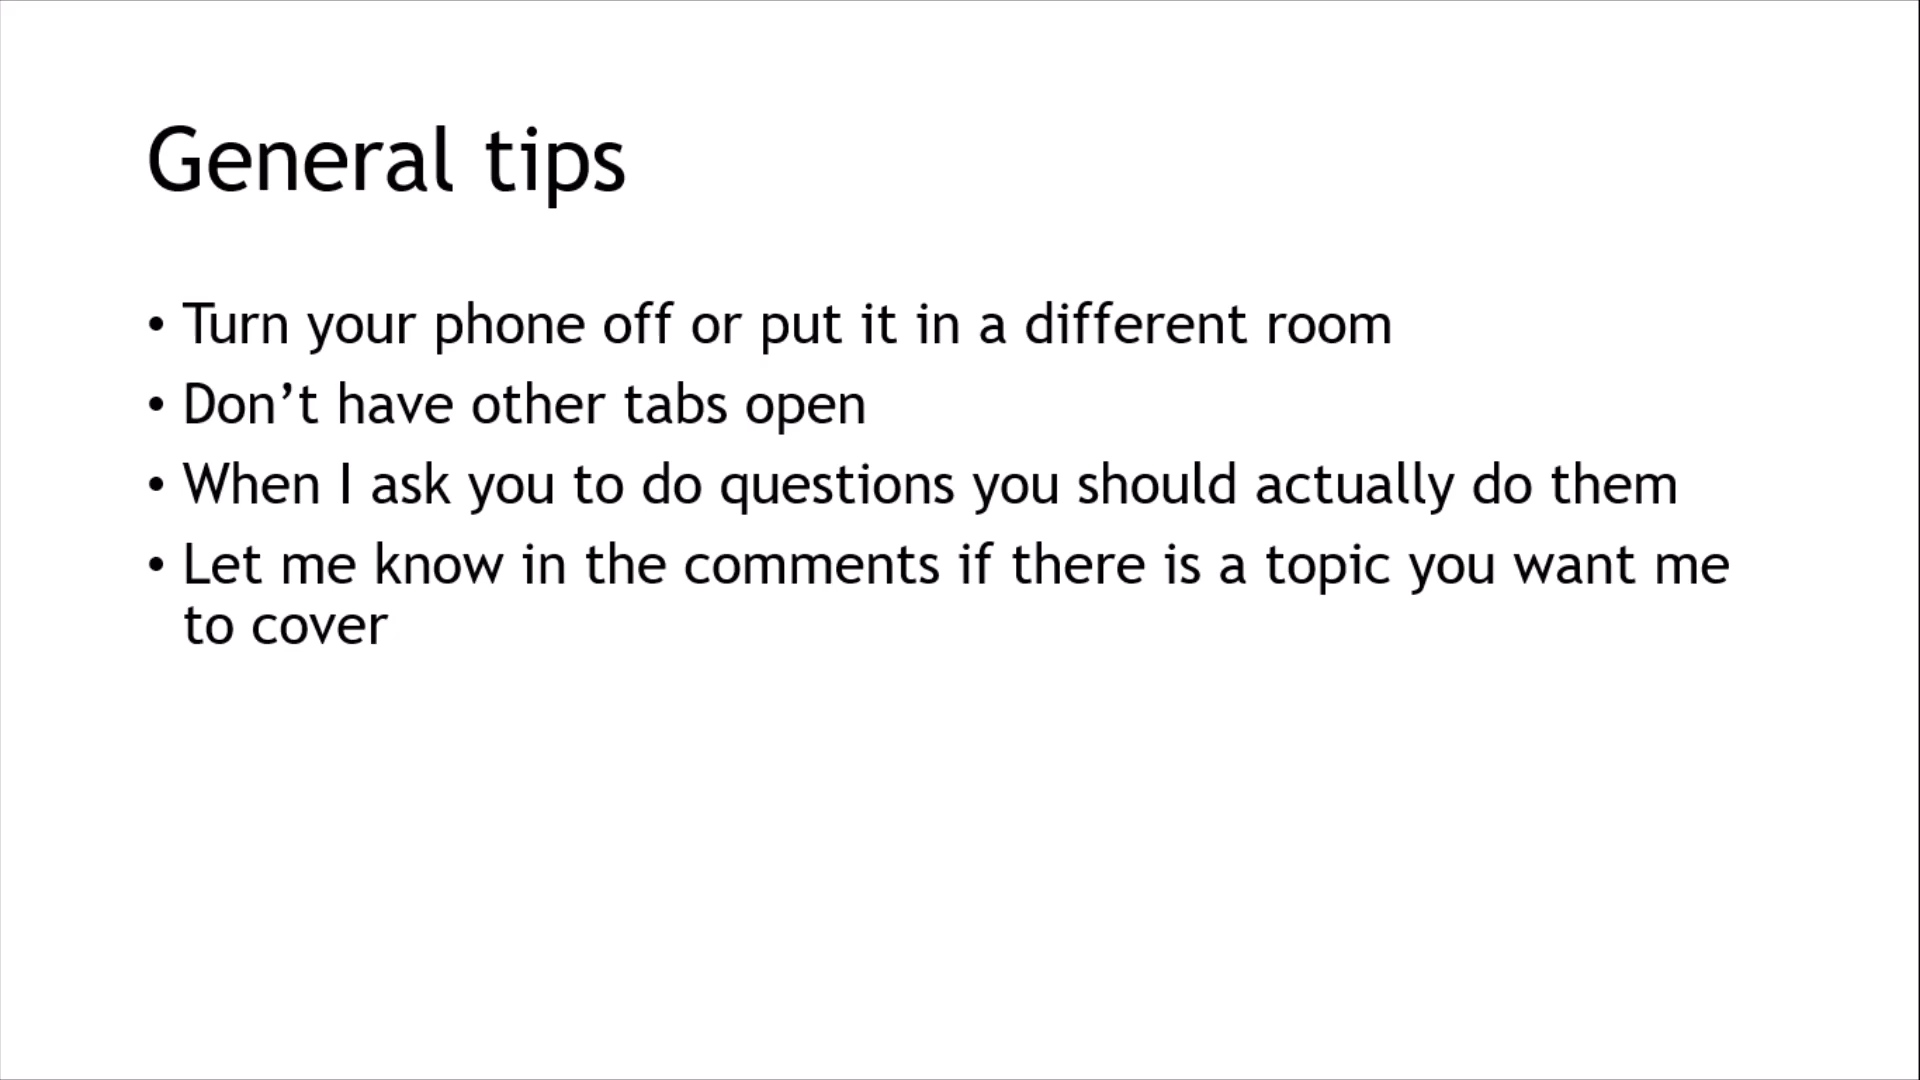 General tips
• Turn your phone off or put it in a different room
• Don’t have other tabs open
• When I ask you to do questions you should actually do them
• Let me know in the comments if there is a topic you want me
to cover